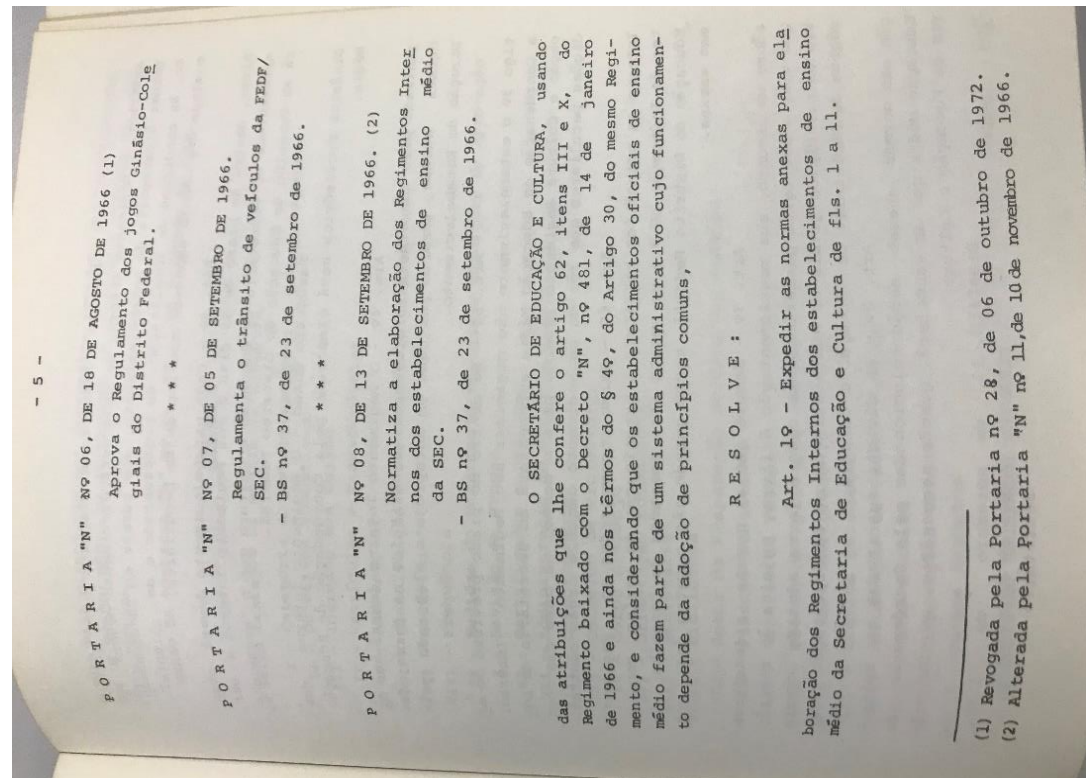 - 5 -
P O R T A R I A "N" Nº 06, DE 18 DE AGOSTO DE 1966 (1)
Aprova o Regulamento dos jogos Ginásio-Cole
giais do Distrito Federal.
* * *
P O R T A R I A "N" Nº 07, DE 05 DE SETEMBRO DE 1966.
Regulamenta o trânsito de veículos da FEDF/
SEC.
- BS nº 37, de 23 de setembro de 1966.
* * *
P O R T A R I A "N" Nº 08, DE 13 DE SETEMBRO DE 1966. (2)
Normatiza a elaboração dos Regimentos Inter
nos dos estabelecimentos de ensino médio
da SEC.
- BS nº 37, de 23 de setembro de 1966.
O SECRETÁRIO DE EDUCAÇÃO E CULTURA, usando
das atribuições que lhe confere o artigo 62, itens III e X, do
Regimento baixado com o Decreto "N", nº 481, de 14 de janeiro
de 1966 e ainda nos têrmos do § 4º, do Artigo 30, do mesmo Regi-
mento, e considerando que os estabelecimentos oficiais de ensino
médio fazem parte de um sistema administrativo cujo funcionamen-
to depende da adoção de princípios comuns,
R E S O L V E :
Art. 1º - Expedir as normas anexas para ela
boração dos Regimentos Internos dos estabelecimentos de ensino
médio da Secretaria de Educação e Cultura de fls. 1 a 11.
(1) Revogada pela Portaria nº 28, de 06 de outubro de 1972.
(2) Alterada pela Portaria "N" nº 11,de 10de novembro de 1966.